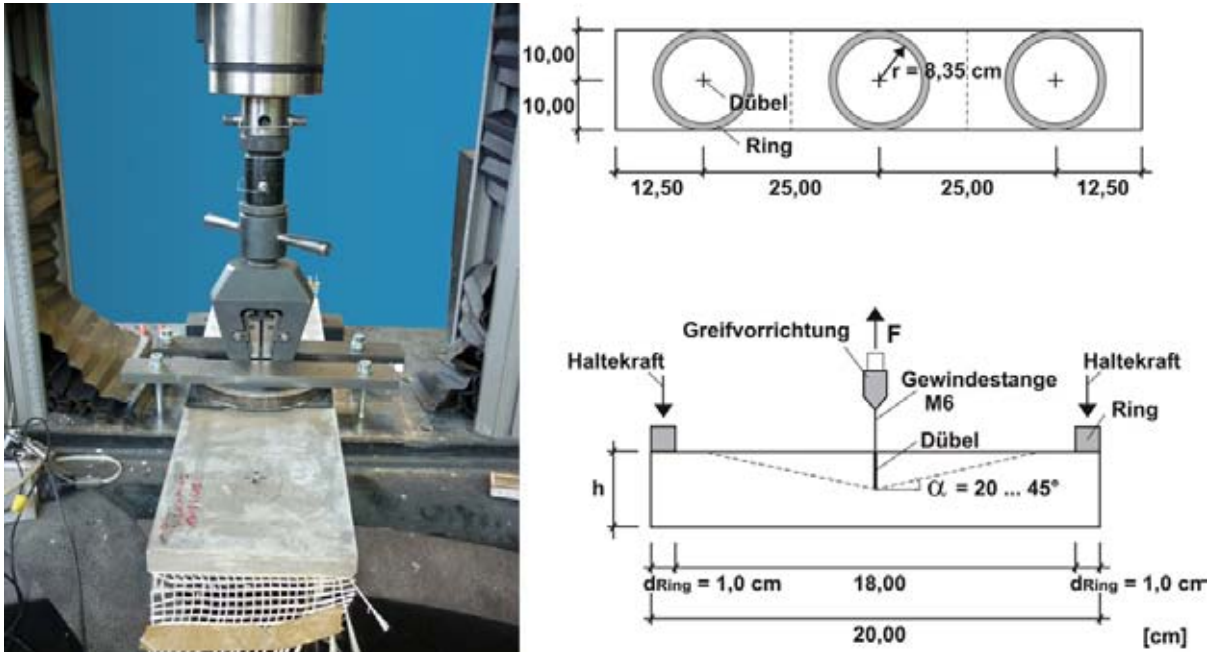 10,00
10,00
r = 8,35 cm
Dübel
Ring
12,50
25,00
25,00
12,50
F
Greifvorrichtung
Haltekraft
Haltekraft
Gewindestange
M6
Ring
Dübel
h
α = 20 ... 45°
dRing = 1,0 cm
18,00
dRing = 1,0 cm
20,00
[cm]